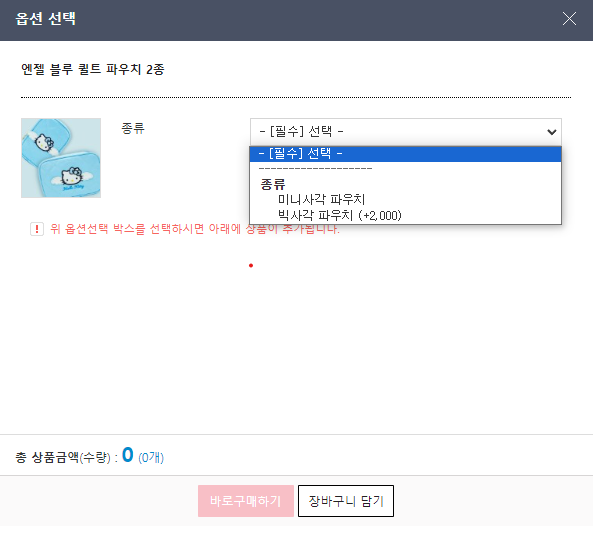 옵션 선택
엔젤 블루 퀼트 파우치 2종
종류
- [필수] 선택 -
- [필수] 선택 -
-------------------
종류
미니사각 파우치
빅사각 파우치 (+2,000)
! 위 옵션선택 박스를 선택하시면 아래에 상품이 추가됩니다.
총 상품금액(수량) : 0 (0개)
바로구매하기
장바구니 담기